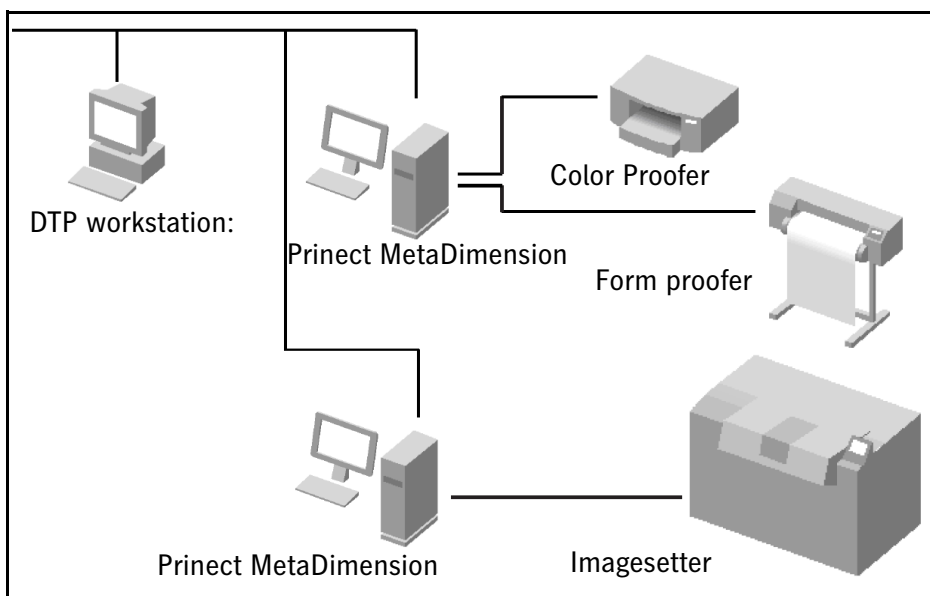 Color Proofer
DTP workstation:
Prinect MetaDimension
Form proofer
Prinect MetaDimension
Imagesetter